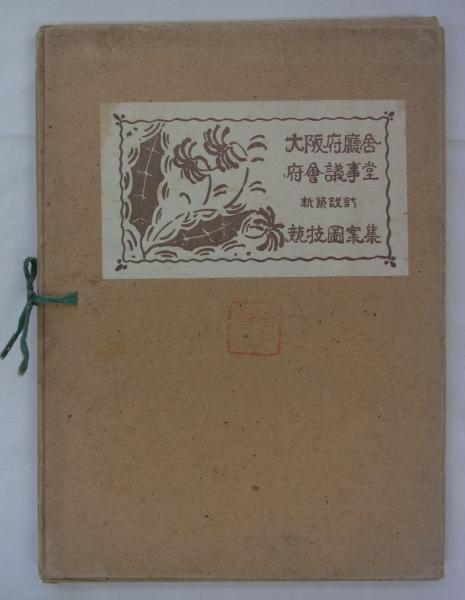 大阪府廳舍
府會議事堂
新築設計
競技圖案集